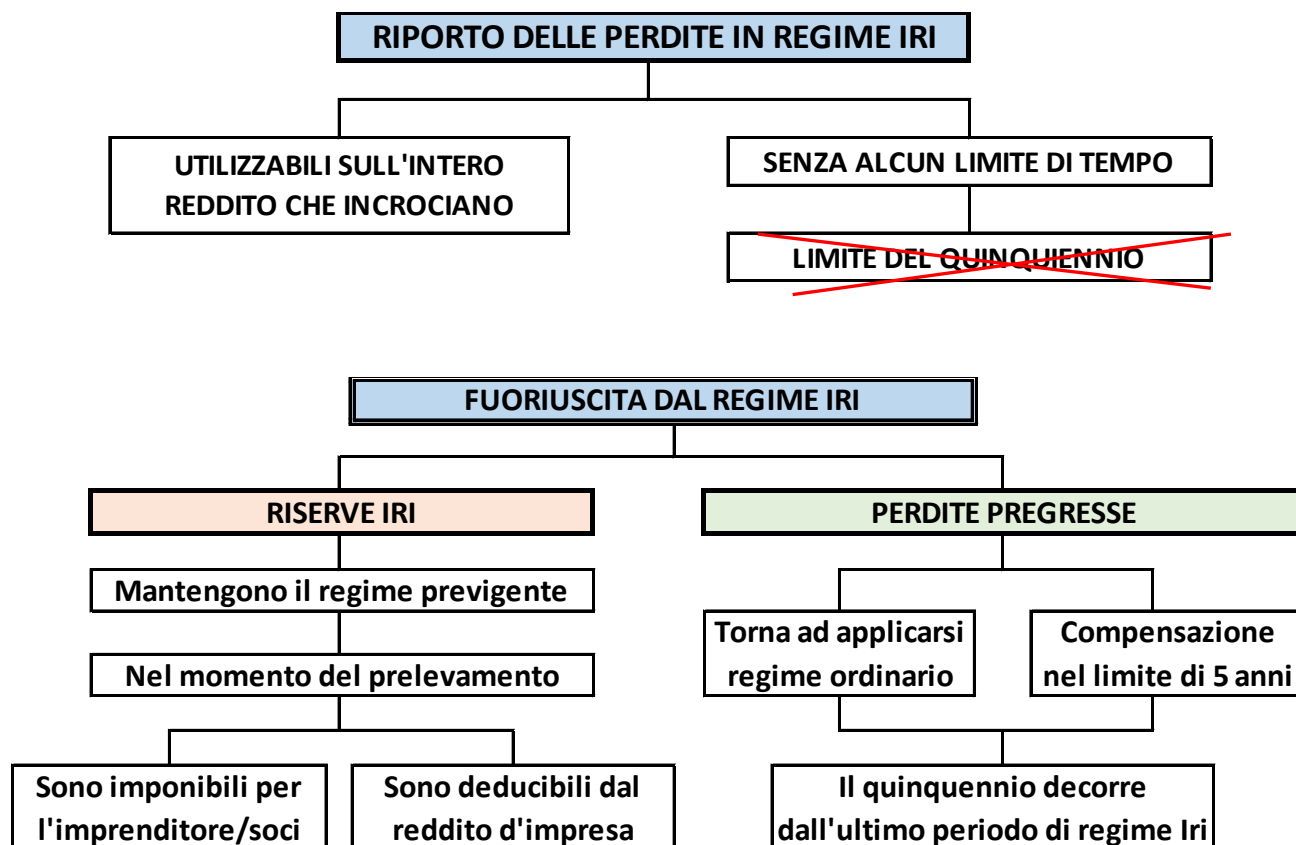 RIPORTO DELLE PERDITE IN REGIME IRI
UTILIZZABILI SULL'INTERO
REDDITO CHE INCROCIANO
SENZA ALCUN LIMITE DI TEMPO
LIMITE DEL QUINQUIENNIO
FUORIUSCITA DAL REGIME IRI
RISERVE IRI
Mantengono il regime previgente
Nel momento del prelevamento
Sono imponibili per
l'imprenditore/soci
Sono deducibili dal
reddito d'impresa
PERDITE PREGRESSE
Torna ad applicarsi
regime ordinario
Compensazione
nel limite di 5 anni
Il quinquennio decorre
dall'ultimo periodo di regime Iri